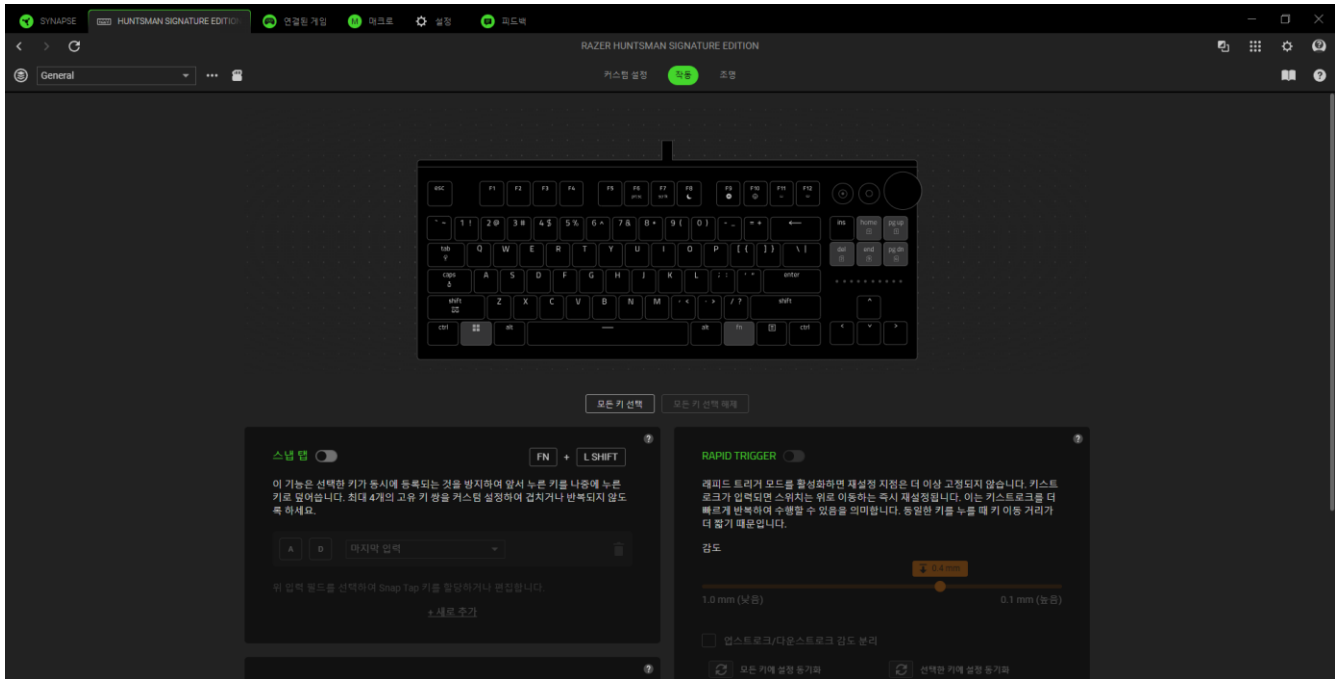 SYNAPSE HUNTSMAN SIGNATURE EDITIO 연결된 게임 매크로 설정 피드백
RAZER HUNTSMAN SIGNATURE EDITION
General 커스텀 설정 작동 조명
esc F1 F2 F3 F4 F5 F6 F7 F8 F9 F10 F11 F12
` ~ 1 ! 2 @ 3 # 4 $ 5 % 6 ^ 7 & 8 * 9 ( 0 ) - _ = + ins home pg up
tab Q W E R T Y U I O P [ { ] } \ | del end pg dn
caps A S D F G H J K L ; : ' " enter
shift Z X C V B N M , < . > / ? shift
ctrl alt alt fn ctrl
모든 키 선택 모든 키 선택 해제
스냅 탭 FN + L SHIFT
이 기능은 선택한 키가 동시에 등록되는 것을 방지하여 앞서 누른 키를 나중에 누른
키로 덮어씁니다. 최대 4개의 고유 키 쌍을 커스텀 설정하여 겹치거나 반복되지 않도
록 하세요.
A D 마지막 입력
위 입력 필드를 선택하여 Snap Tap 키를 할당하거나 편집합니다.
+ 새로 추가
RAPID TRIGGER
래피드 트리거 모드를 활성화하면 재설정 지점은 더 이상 고정되지 않습니다. 키스트
로크가 입력되면 스위치는 위로 이동하는 즉시 재설정됩니다. 이는 키스트로크를 더
빠르게 반복하여 수행할 수 있음을 의미합니다. 동일한 키를 누를 때 키 이동 거리가
더 짧기 때문입니다.
감도
0.4 mm
1.0 mm (낮음) 0.1 mm (높음)
업스트로크/다운스트로크 감도 분리
모든 키에 설정 동기화 선택한 키에 설정 동기화